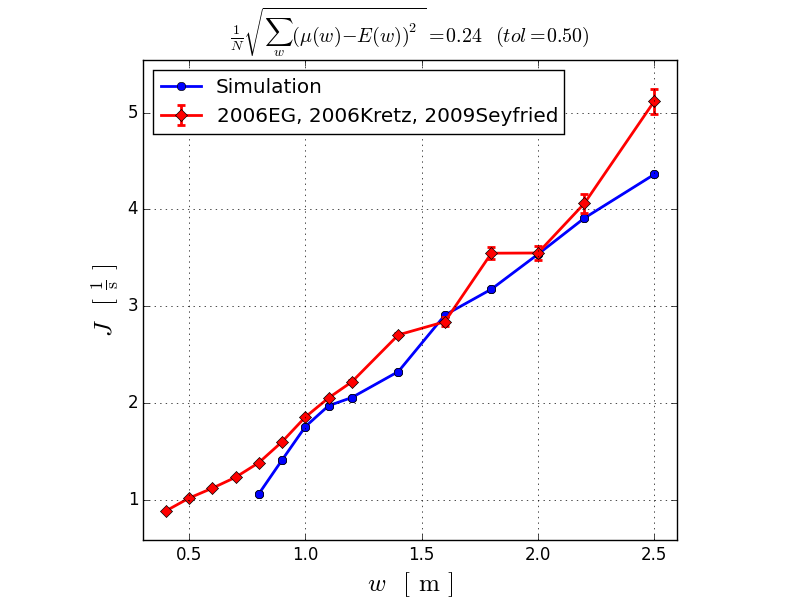 1/N √∑_w(μ(w)−E(w))² =0.24 (tol=0.50)
Simulation
2006EG, 2006Kretz, 2009Seyfried
5
4
3
2
1
J [ 1/s ]
0.5 1.0 1.5 2.0 2.5
w [ m ]